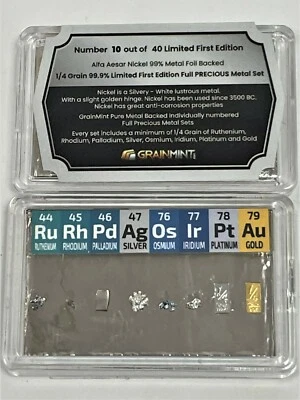 Number 10 out of 40 Limited First Edition
Alfa Aesar Nickel 99% Metal Foil Backed
1/4 Grain 99.9% Limited First Edition Full PRECIOUS Metal Set
Nickel is a Silvery - White lustrous metal.
With a slight golden hinge. Nickel has been used since 3500 BC.
Nickel has great anti-corrosion properties
GrainMint Pure Metal Backed Individually numbered
Full Precious Metal Sets
Every set includes a minimum of 1/4 Grain of Ruthenium,
Rhodium, Palladium, Silver, Osmium, Iridium, Platinum and Gold
GRAINMINT
44 45 46 47 76 77 78 79
Ru Rh Pd Ag Os Ir Pt Au
RUTHENIUM RHODIUM PALLADIUM SILVER OSMIUM IRIDIUM PLATINUM GOLD
1/4 1/4